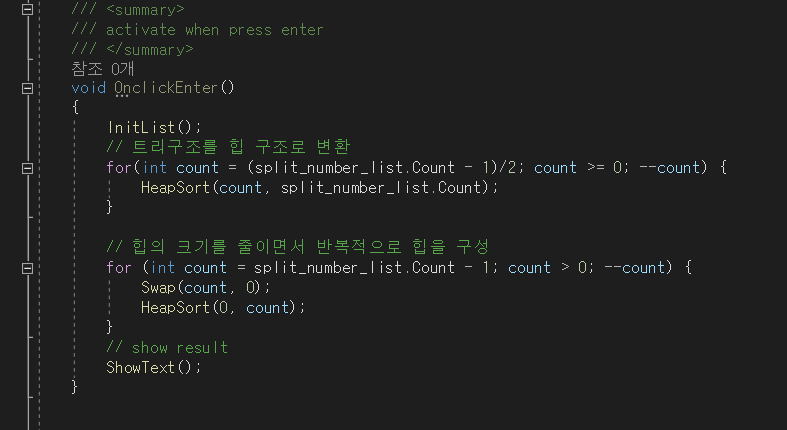 /// <summary>
/// activate when press enter
/// </summary>
참조 0개
void OnclickEnter()
{
InitList();
// 트리구조를 힙 구조로 변환
for(int count = (split_number_list.Count - 1)/2; count >= 0; --count) {
HeapSort(count, split_number_list.Count);
}
// 힙의 크기를 줄이면서 반복적으로 힙을 구성
for (int count = split_number_list.Count - 1; count > 0; --count) {
Swap(count, 0);
HeapSort(0, count);
}
// show result
ShowText();
}